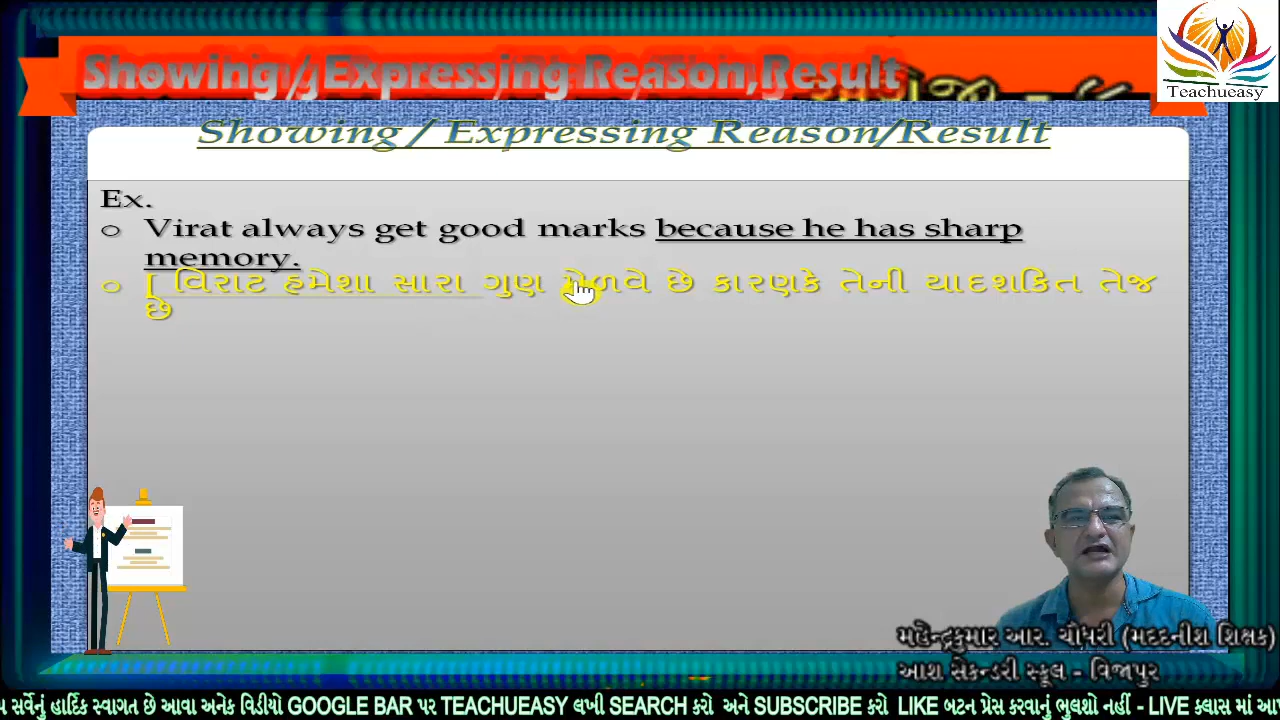 Showing / Expressing Reason,Result
Teachueasy
Showing / Expressing Reason/Result
Ex.
o Virat always get good marks because he has sharp
memory.
o [ વિરાટ હમેશા સારા ગુણ મેળવે છે કારણકે તેની યાદશકિત તેજ
છે
મહેન્દ્રકુમાર આર. ચૌધરી (મદદનીશ શિક્ષક)
આશ સેકન્ડરી સ્કૂલ - વિજાપુર
સર્વેનું હાર્દિક સ્વાગત છે આવા અનેક વિડીયો GOOGLE BAR પર TEACHUEASY લખી SEARCH કરો અને SUBSCRIBE કરો LIKE બટન પ્રેસ કરવાનું ભુલશો નહીં - LIVE ક્લાસ માં